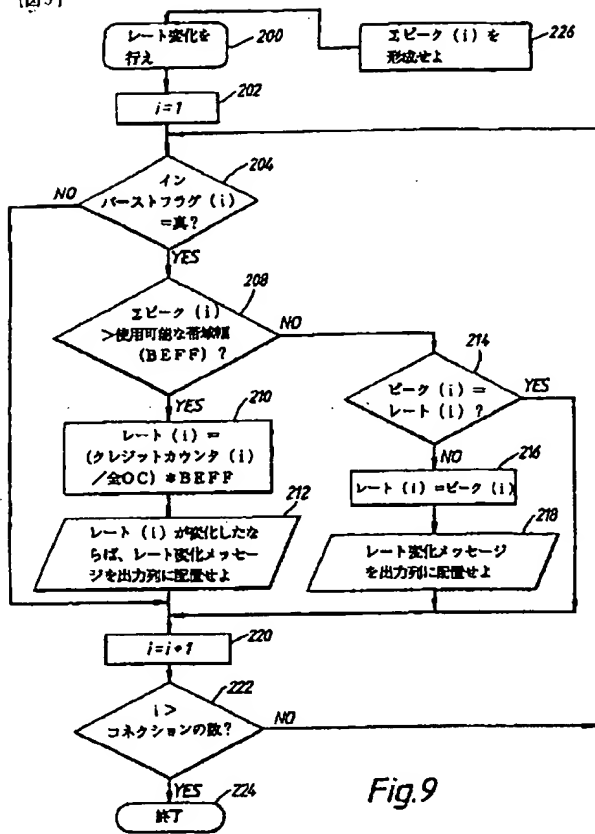 [図9]
レート変化を
行え
200
Σピーク (i) を
形成せよ
226
i=1
202
イン
バーストフラグ (i)
=真?
204
NO
YES
Σピーク (i)
>使用可能な帯域幅
(BEFF) ?
208
NO
YES
ピーク (i) =
レート (i) ?
214
YES
NO
レート (i) =
(クレジットカウンタ (i)
/全OC) *BEFF
210
レート (i) =ピーク (i)
216
レート (i) が変化したな
らば、レート変化メッセー
ジを出力列に配置せよ
212
レート変化メッセージ
を出力列に配置せよ
218
i=i+1
220
i>
コネクションの数?
222
NO
YES
終了
224
Fig.9